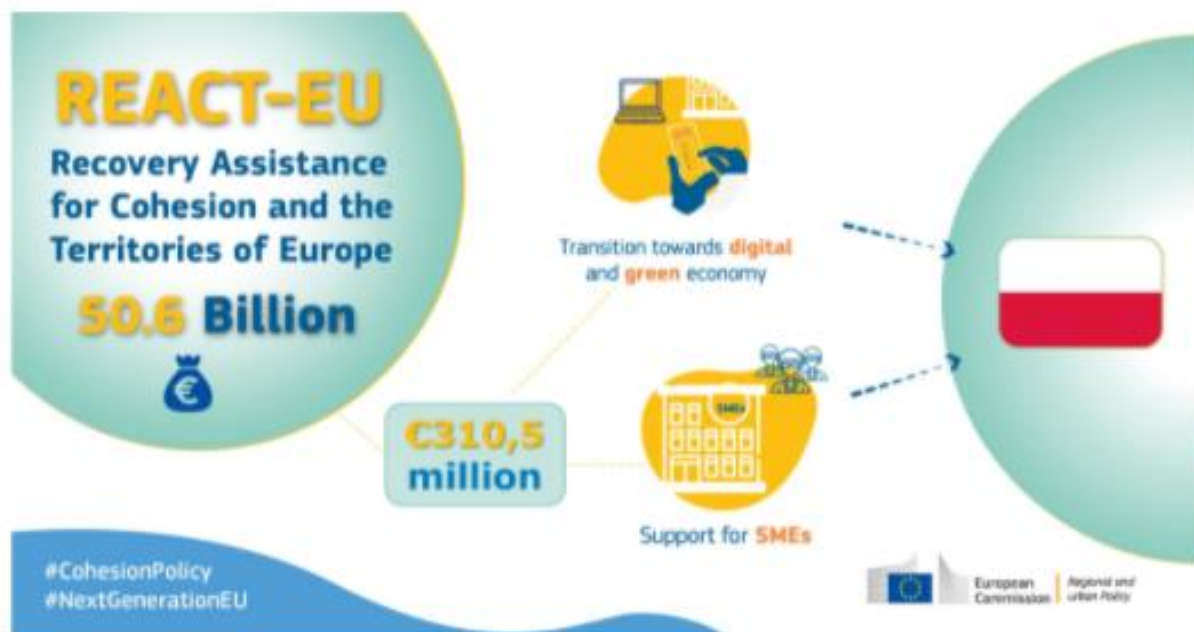 REACT-EU
Recovery Assistance
for Cohesion and the
Territories of Europe
50.6 Billion
€
Transition towards digital
and green economy
€310,5
million
SMEs
Support for SMEs
#CohesionPolicy
#NextGenerationEU
European
Commission
Regional and
urban Policy